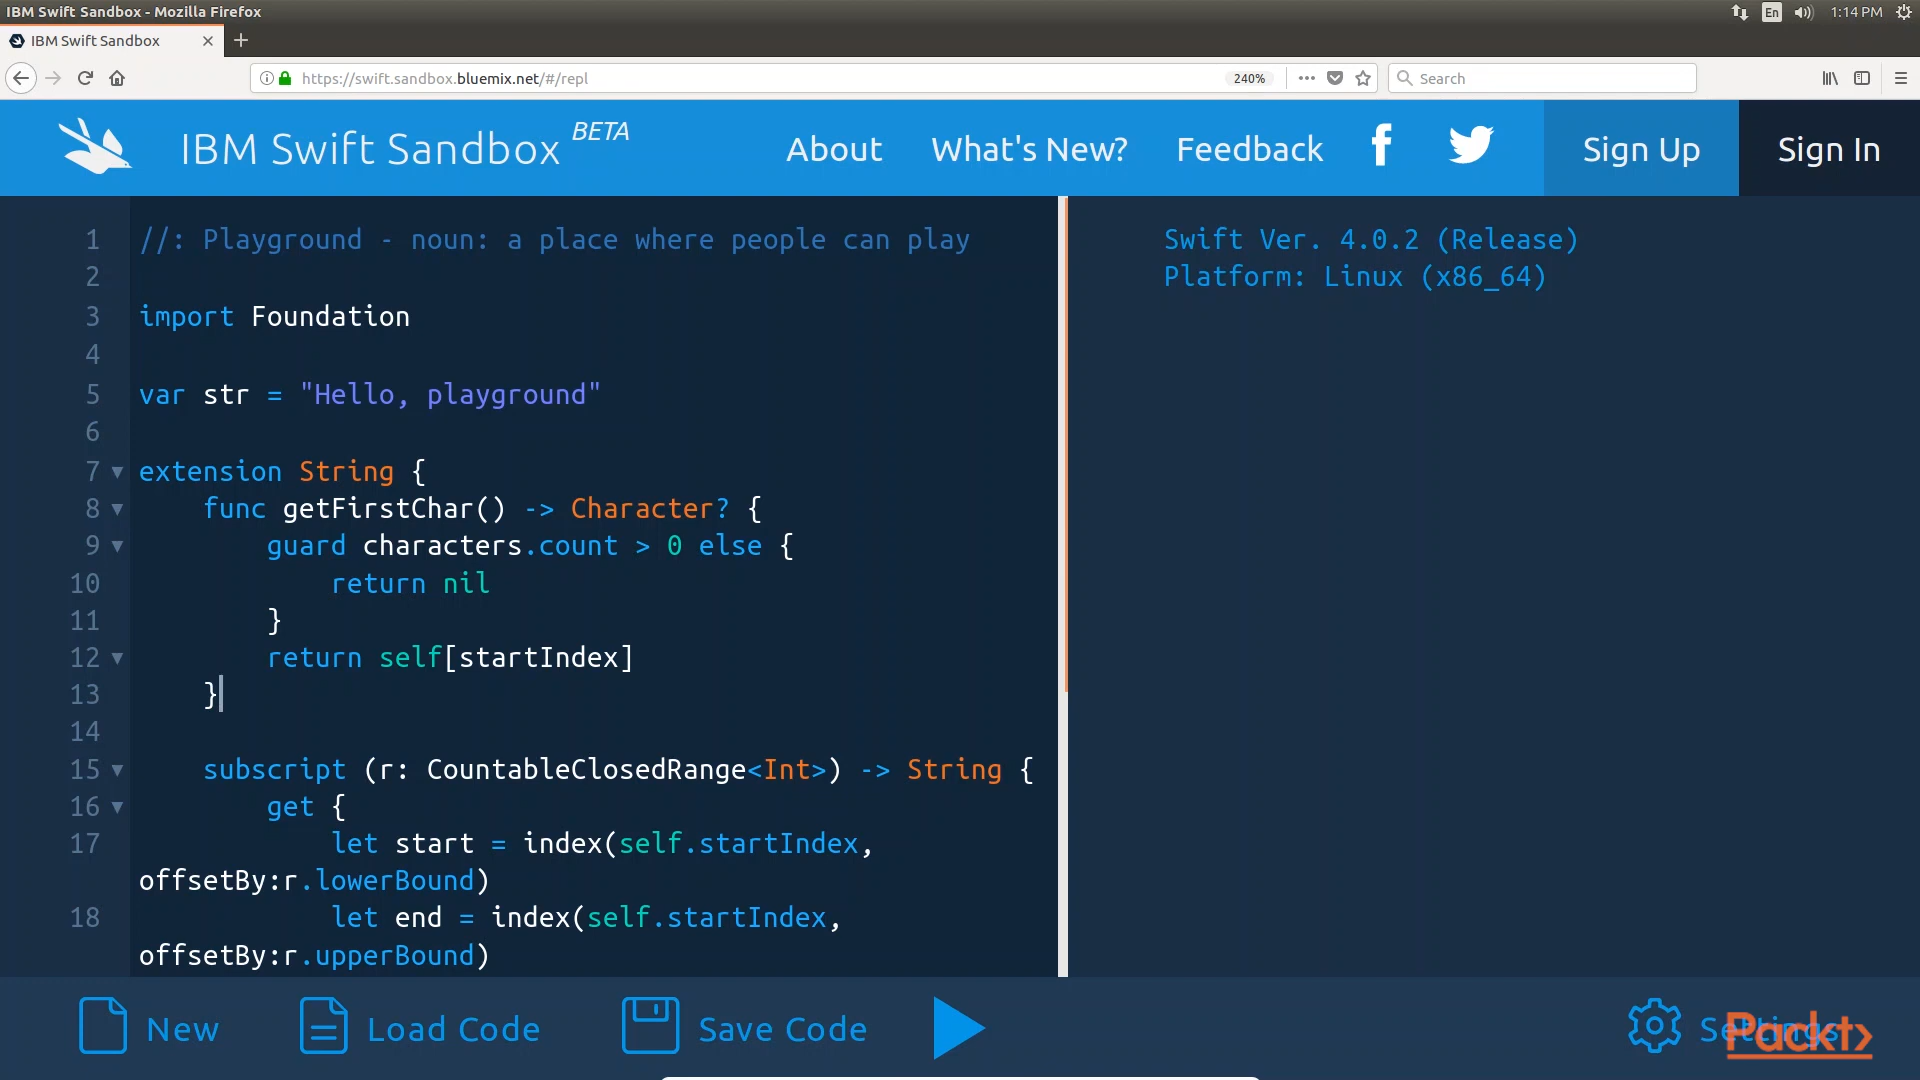 IBM Swift Sandbox - Mozilla Firefox
En 1:14 PM
IBM Swift Sandbox
https://swift.sandbox.bluemix.net/#/repl
240%
Search
IBM Swift Sandbox BETA
About
What's New?
Feedback
Sign Up
Sign In
1 //: Playground - noun: a place where people can play
2
3 import Foundation
4
5 var str = "Hello, playground"
6
7 extension String {
8 func getFirstChar() -> Character? {
9 guard characters.count > 0 else {
10 return nil
11 }
12 return self[startIndex]
13 }
14
15 subscript (r: CountableClosedRange<Int>) -> String {
16 get {
17 let start = index(self.startIndex,
offsetBy:r.lowerBound)
18 let end = index(self.startIndex,
offsetBy:r.upperBound)
Swift Ver. 4.0.2 (Release)
Platform: Linux (x86_64)
New
Load Code
Save Code
Settings
Packt